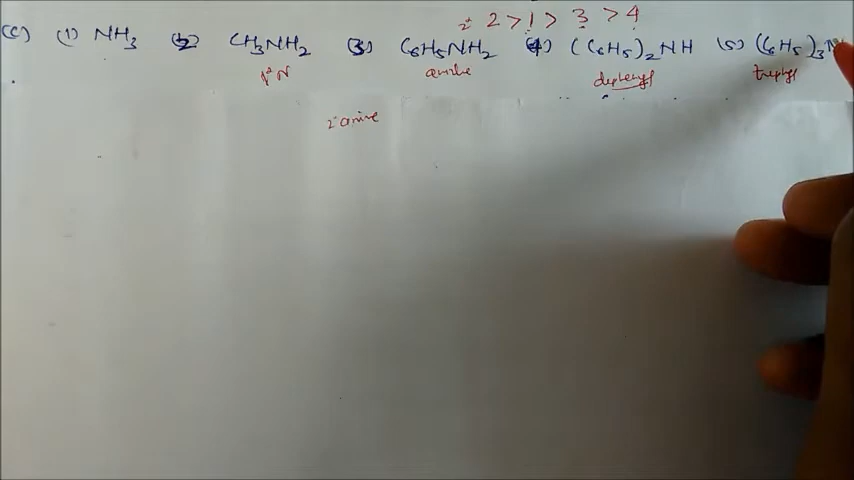 2 > 1 > 3 > 4
(c) (1) NH3 (2) CH3NH2 (3) C6H5NH2 (4) (C6H5)2NH (5) (C6H5)3N
1° N
2° amine